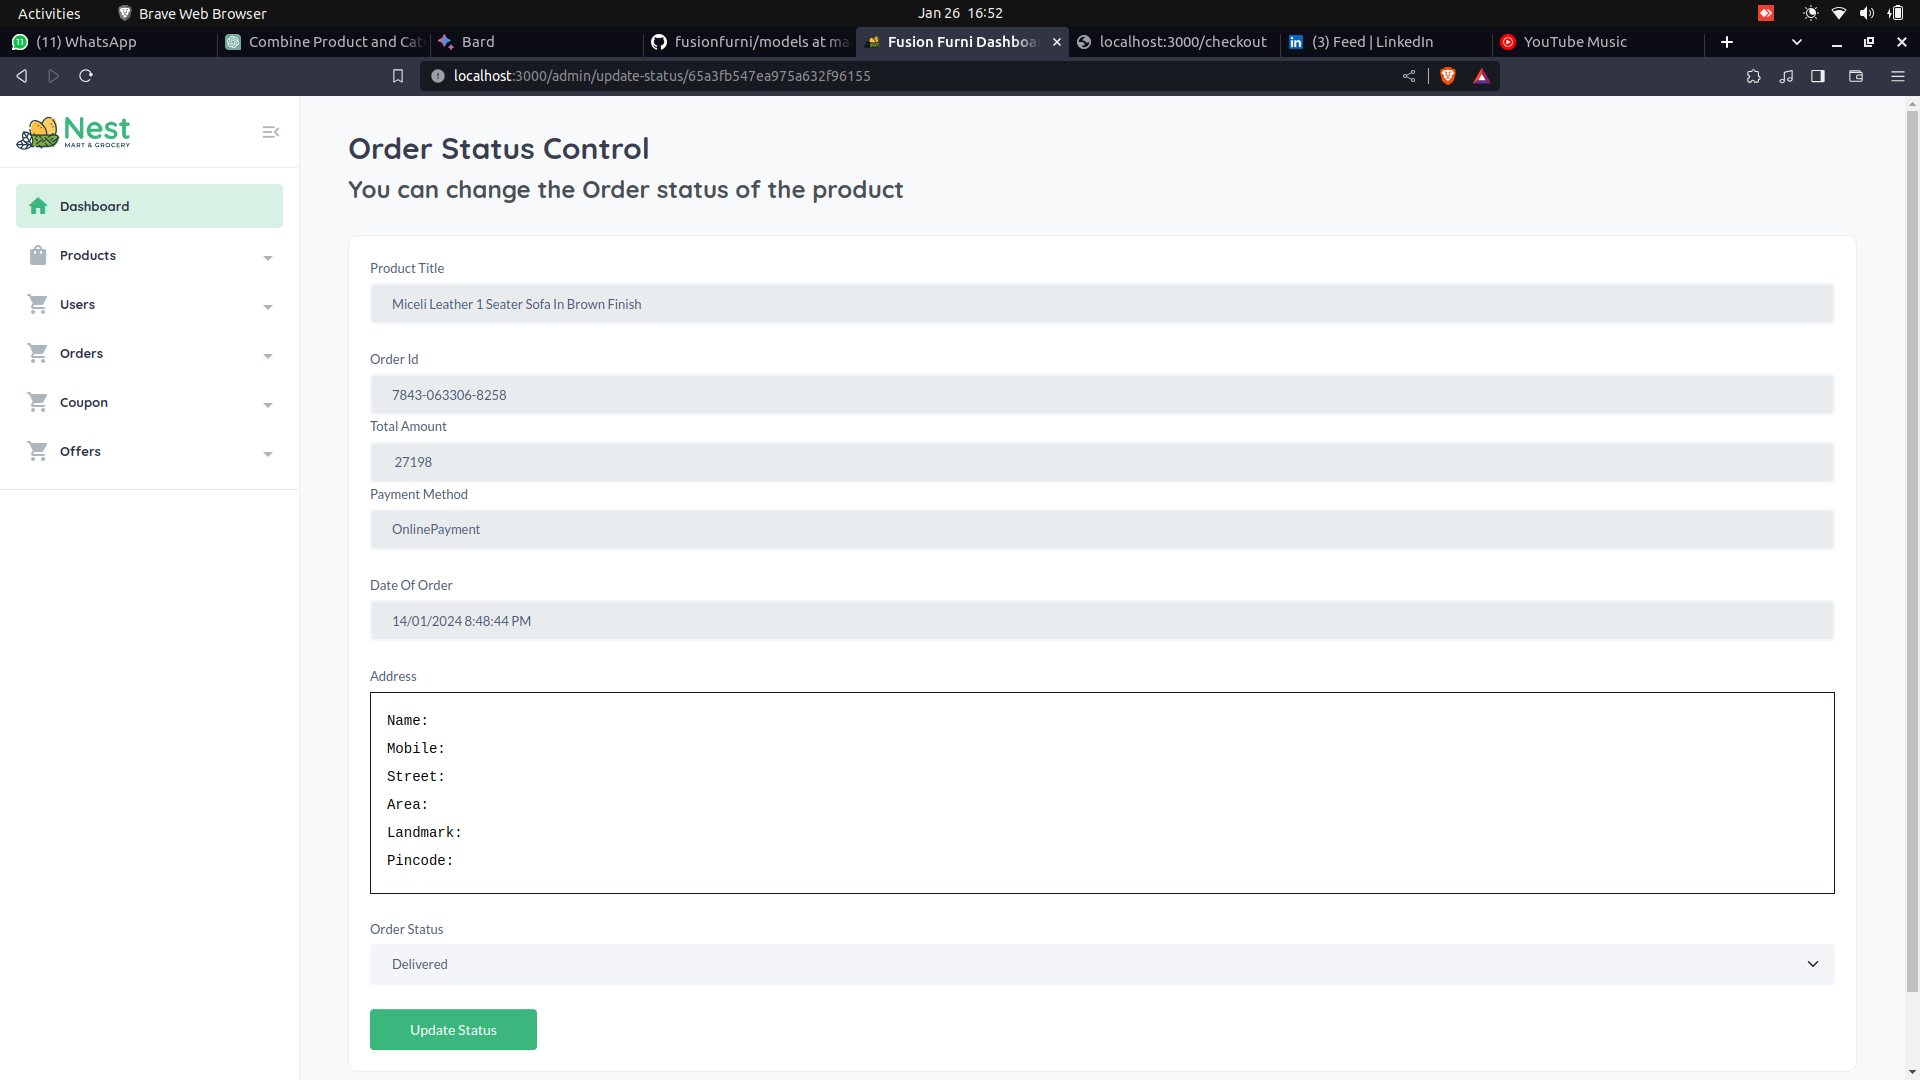 Activities
Brave Web Browser
Jan 26 16:52
(11) WhatsApp
Combine Product and Cat
Bard
fusionfurni/models at ma
Fusion Furni Dashboa
localhost:3000/checkout
(3) Feed | LinkedIn
YouTube Music
localhost:3000/admin/update-status/65a3fb547ea975a632f96155
Nest
MART & GROCERY
Dashboard
Products
Users
Orders
Coupon
Offers
Order Status Control
You can change the Order status of the product
Product Title
Miceli Leather 1 Seater Sofa In Brown Finish
Order Id
7843-063306-8258
Total Amount
27198
Payment Method
OnlinePayment
Date Of Order
14/01/2024 8:48:44 PM
Address
Name:
Mobile:
Street:
Area:
Landmark:
Pincode:
Order Status
Delivered
Update Status